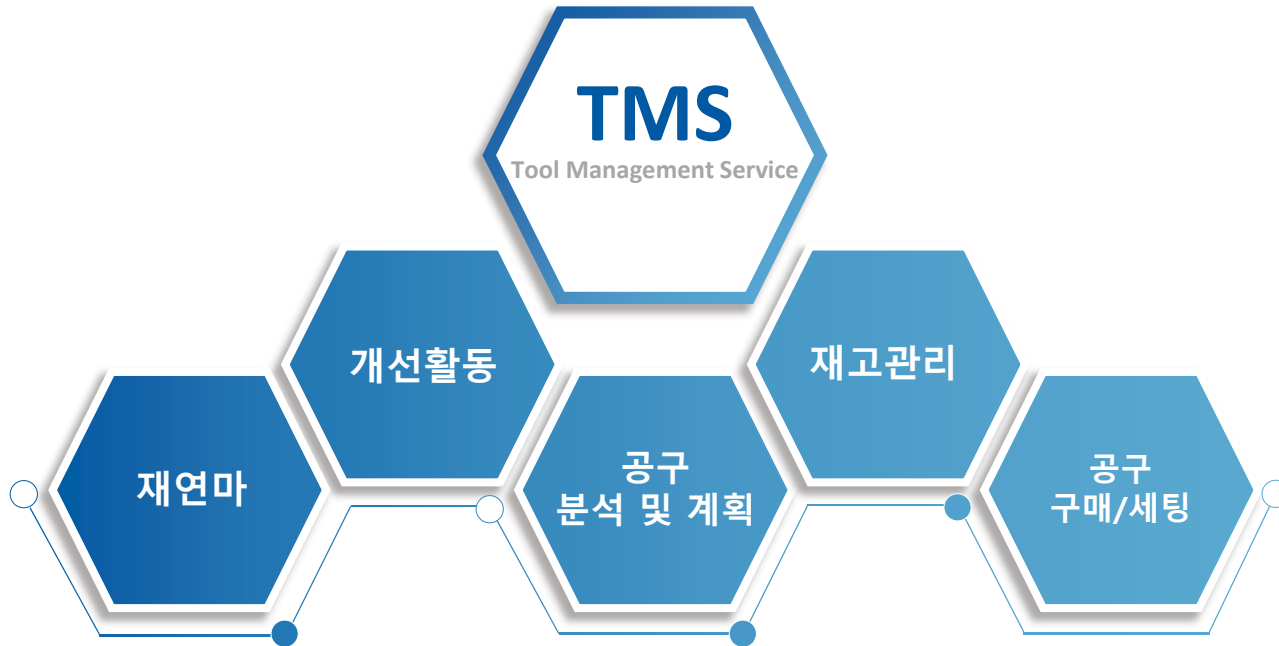 TMS
Tool Management Service
재연마
개선활동
공구
분석 및 계획
재고관리
공구
구매/세팅